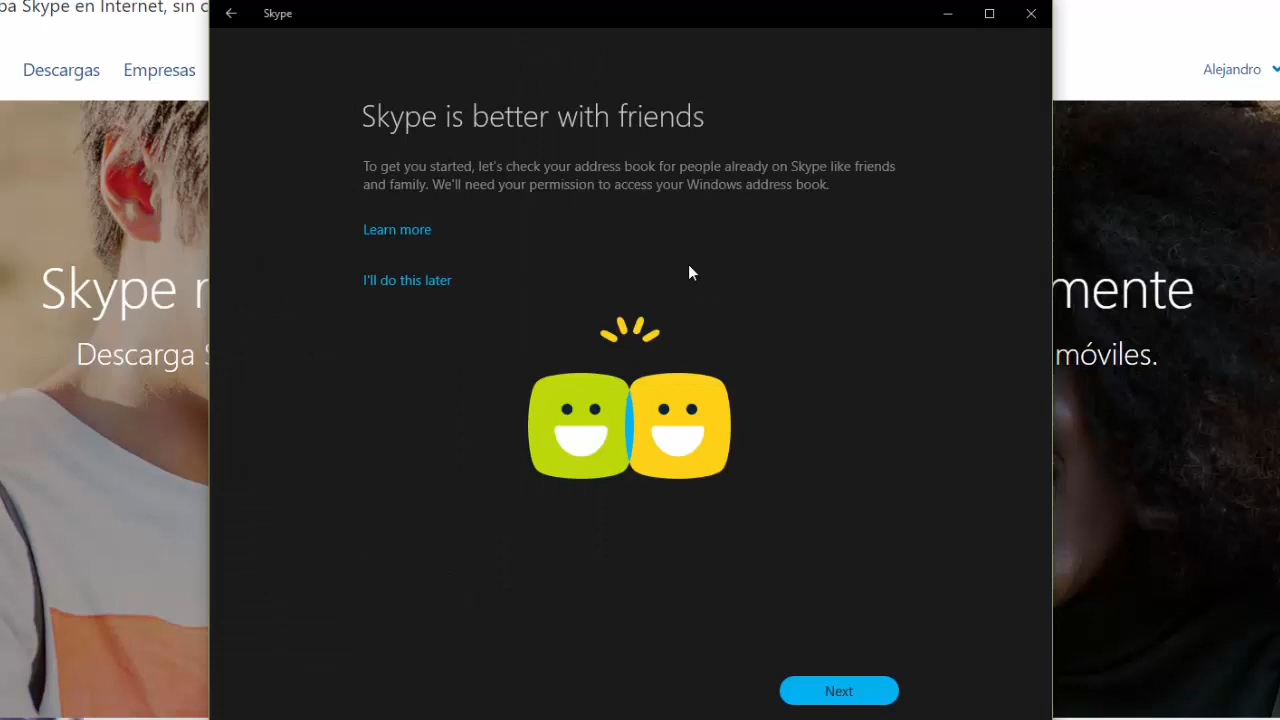 pa Skype en Internet, sin c
Skype
Descargas Empresas
Alejandro
Skype is better with friends
To get you started, let's check your address book for people already on Skype like friends
and family. We'll need your permission to access your Windows address book.
Learn more
I'll do this later
Skype r
mente
Descarga S
móviles.
Next